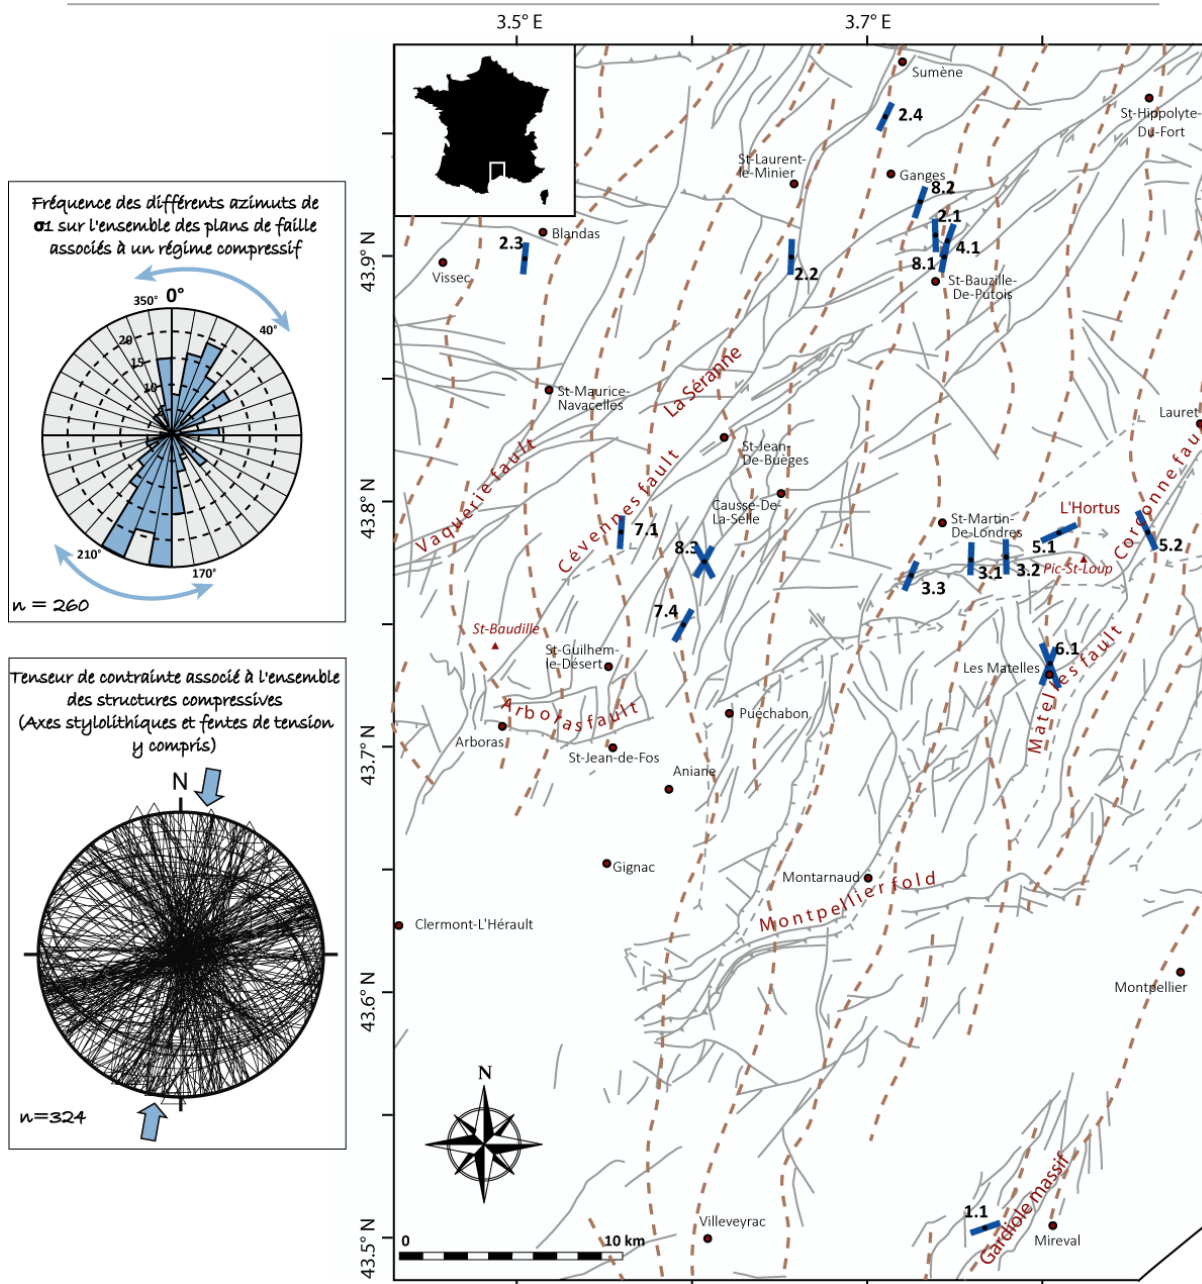 3.5° E
3.7° E
Fréquence des différents azimuts de
σ1 sur l'ensemble des plans de faille
associés à un régime compressif
350°
0°
40°
20
15
10
5
210°
170°
n = 260
Tenseur de contrainte associé à l'ensemble
des structures compressives
(Axes stylolithiques et fentes de tension
y compris)
N
n=324
43.9° N
43.8° N
43.7° N
43.6° N
43.5° N
Sumène
2.4
St-Hippolyte-
Du-Fort
St-Laurent-
le-Minier
Ganges
8.2
2.1
4.1
8.1
Blandas
2.3
Vissec
2.2
St-Bauzille-
De-Putois
La Séranne
St-Maurice-
Navacelles
Lauret
St-Jean-
De-Buèges
Vaquerie fault
Cévennes fault
Causse-De-
La-Selle
Corconne fault
L'Hortus
St-Martin-
De-Londres
7.1
8.3
5.1
5.2
3.1
3.2
Pic-St-Loup
3.3
7.4
St-Baudille
St-Guilhem-
le-Désert
6.1
Les Matelles
Matelles fault
Arboras fault
Arboras
Puéchabon
St-Jean-de-Fos
Aniane
Gignac
Montarnaud
Montpellier fold
Clermont-L'Hérault
Montpellier
N
Villeveyrac
1.1
Gardiole massif
Mireval
0
10 km